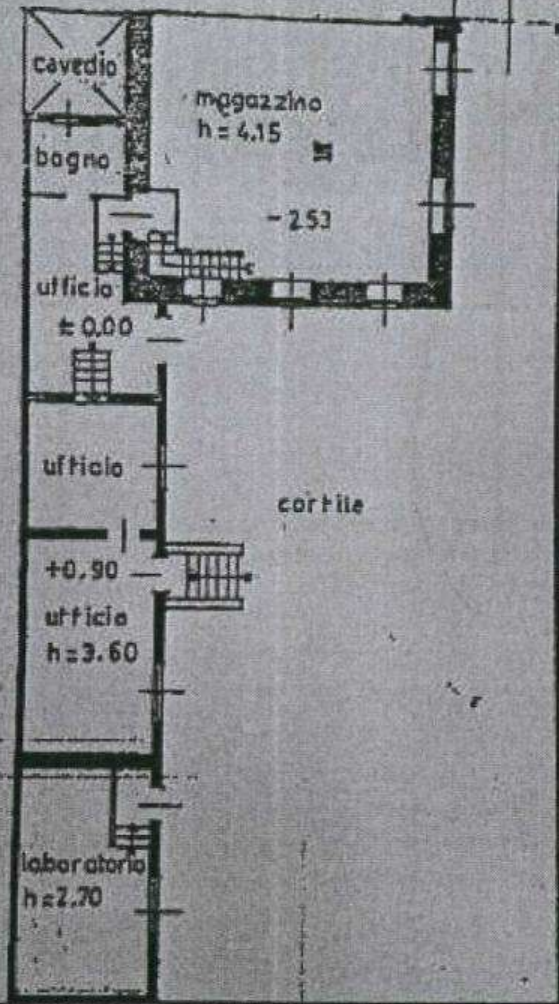 cavedio
magazzino
h = 4.15
bagno
- 2.53
ufficio
± 0.00
ufficio
cortile
+0,90
ufficio
h = 3.60
laboratorio
h = 2.70